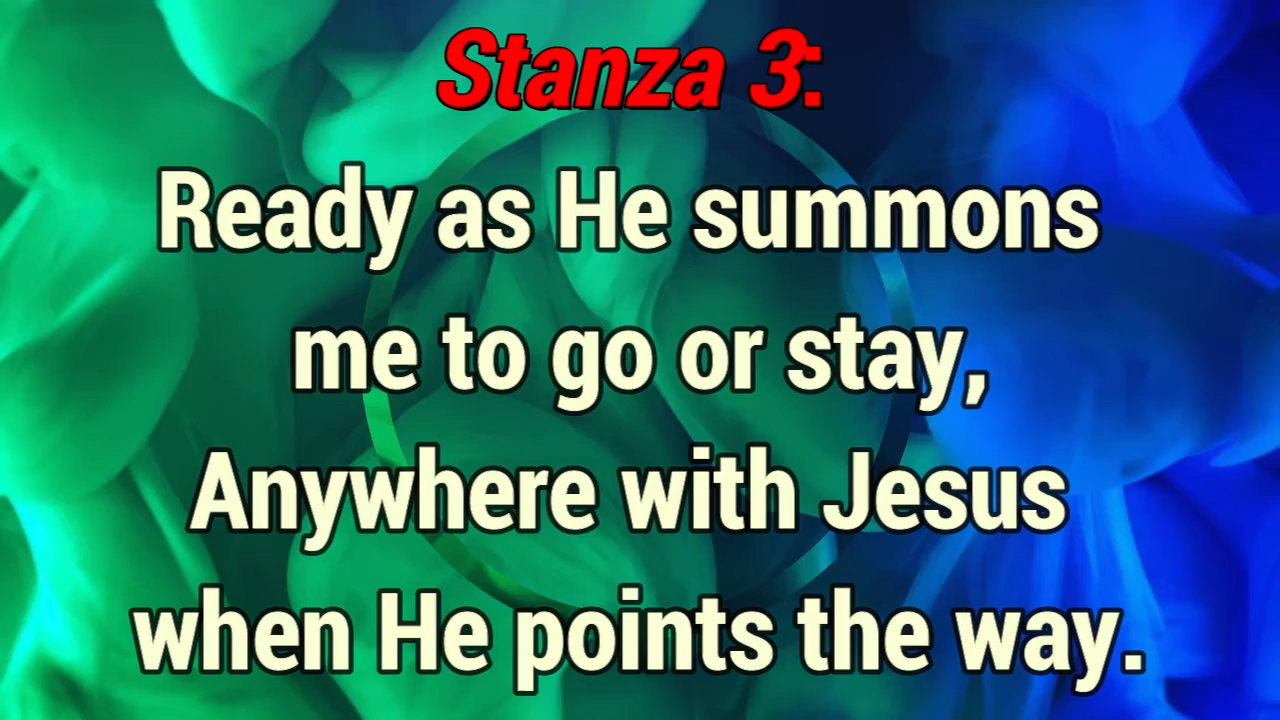 Stanza 3:
Ready as He summons
me to go or stay,
Anywhere with Jesus
when He points the way.